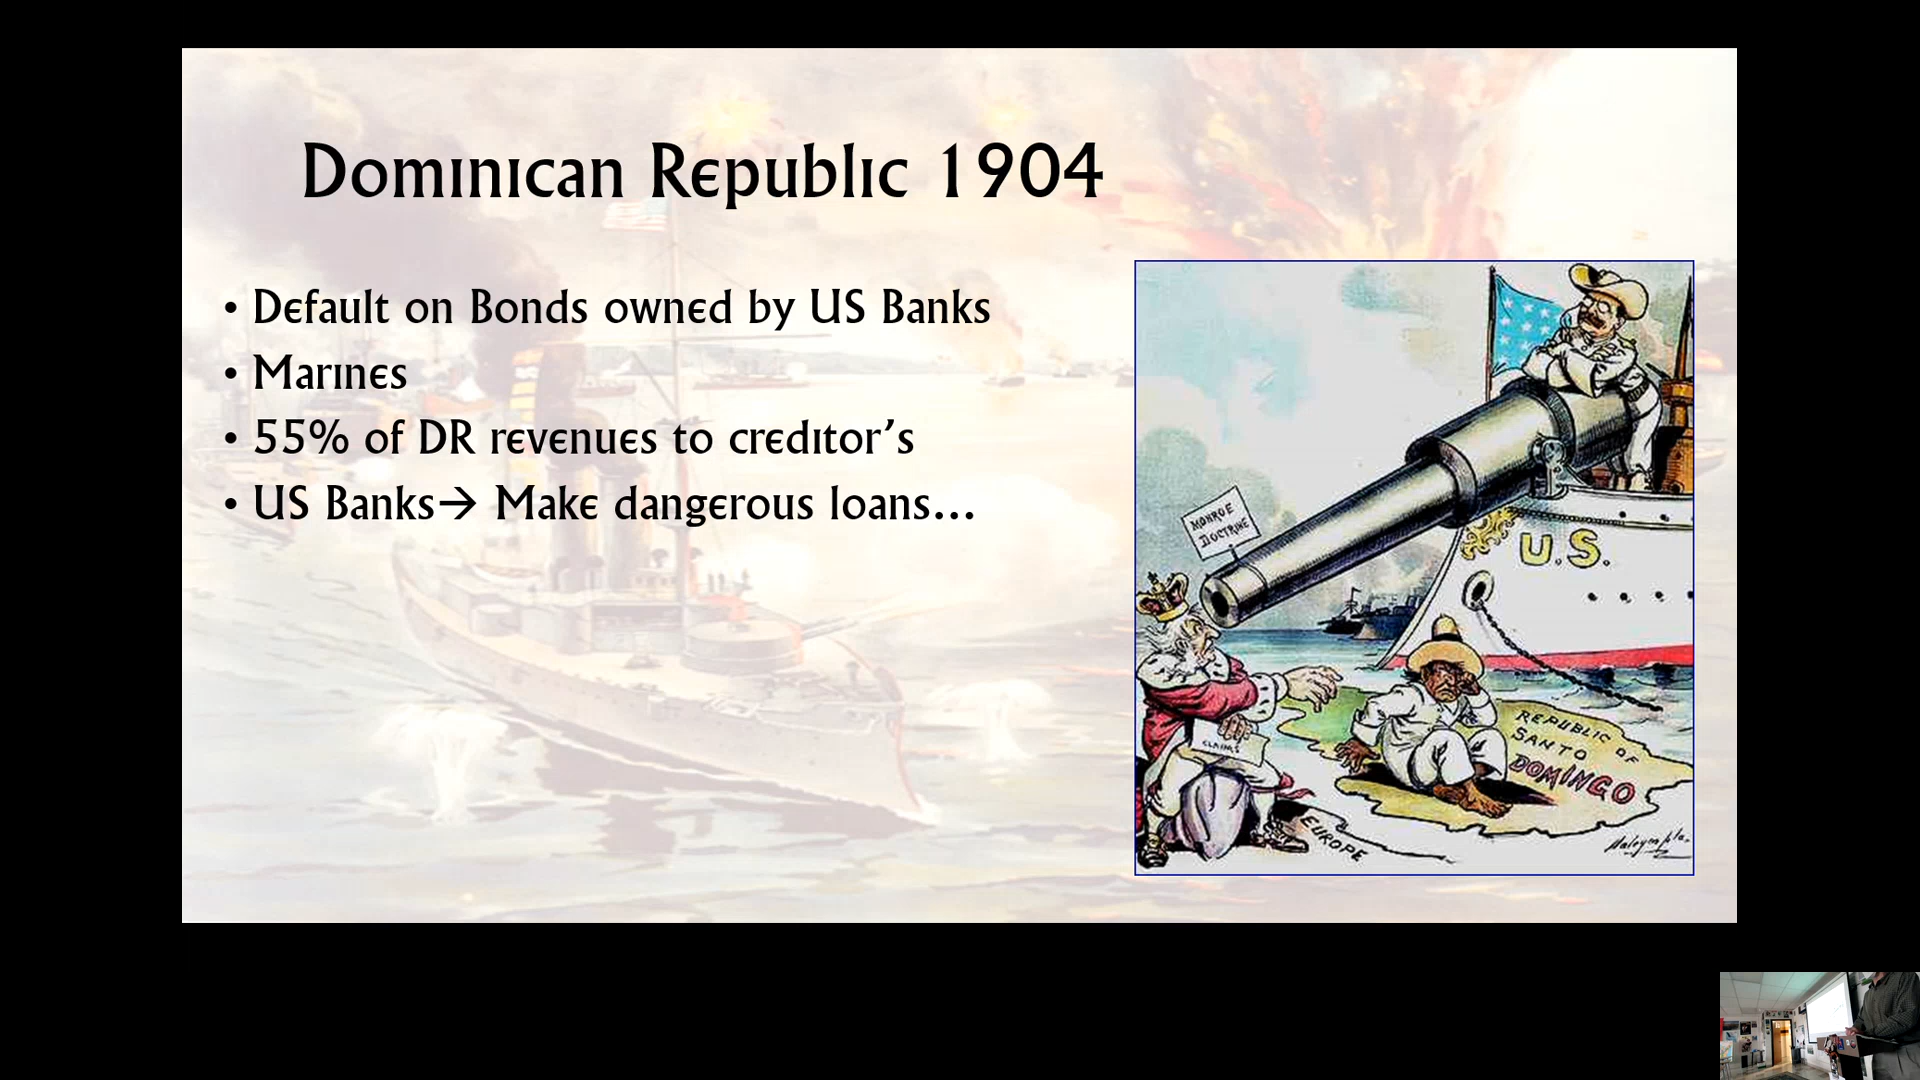 Dominican Republic 1904
• Default on Bonds owned by US Banks
• Marines
• 55% of DR revenues to creditor’s
• US Banks→ Make dangerous loans...
MONROE
DOCTRINE
U.S.
CLAIMS
REPUBLIC OF
SANTO
DOMINGO
EUROPE